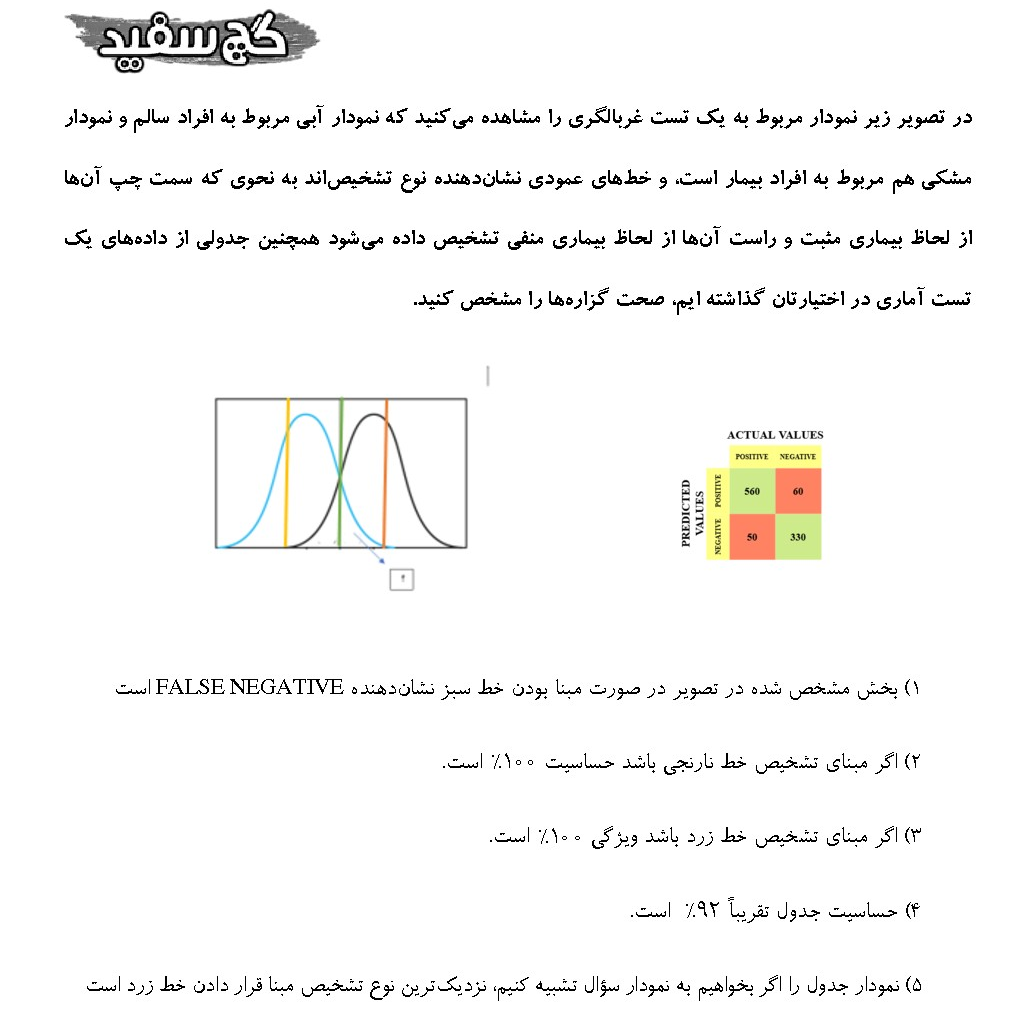 گچ سفید
در تصویر زیر نمودار مربوط به یک تست غربالگری را مشاهده می‌کنید که نمودار آبی مربوط به افراد سالم و نمودار
مشکی هم مربوط به افراد بیمار است، و خط‌های عمودی نشان‌دهنده نوع تشخیص‌اند به نحوی که سمت چپ آن‌ها
از لحاظ بیماری مثبت و راست آن‌ها از لحاظ بیماری منفی تشخیص داده می‌شود همچنین جدولی از داده‌های یک
تست آماری در اختیارتان گذاشته ایم، صحت گزاره‌ها را مشخص کنید.
ACTUAL VALUES
POSITIVE NEGATIVE
PREDICTED
VALUES
POSITIVE
560 60
NEGATIVE
50 330
۱) بخش مشخص شده در تصویر در صورت مبنا بودن خط سبز نشان‌دهنده FALSE NEGATIVE است
۲) اگر مبنای تشخیص خط نارنجی باشد حساسیت ۱۰۰٪ است.
۳) اگر مبنای تشخیص خط زرد باشد ویژگی ۱۰۰٪ است.
۴) حساسیت جدول تقریباً ۹۲٪ است.
۵) نمودار جدول را اگر بخواهیم به نمودار سؤال تشبیه کنیم، نزدیک‌ترین نوع تشخیص مبنا قرار دادن خط زرد است